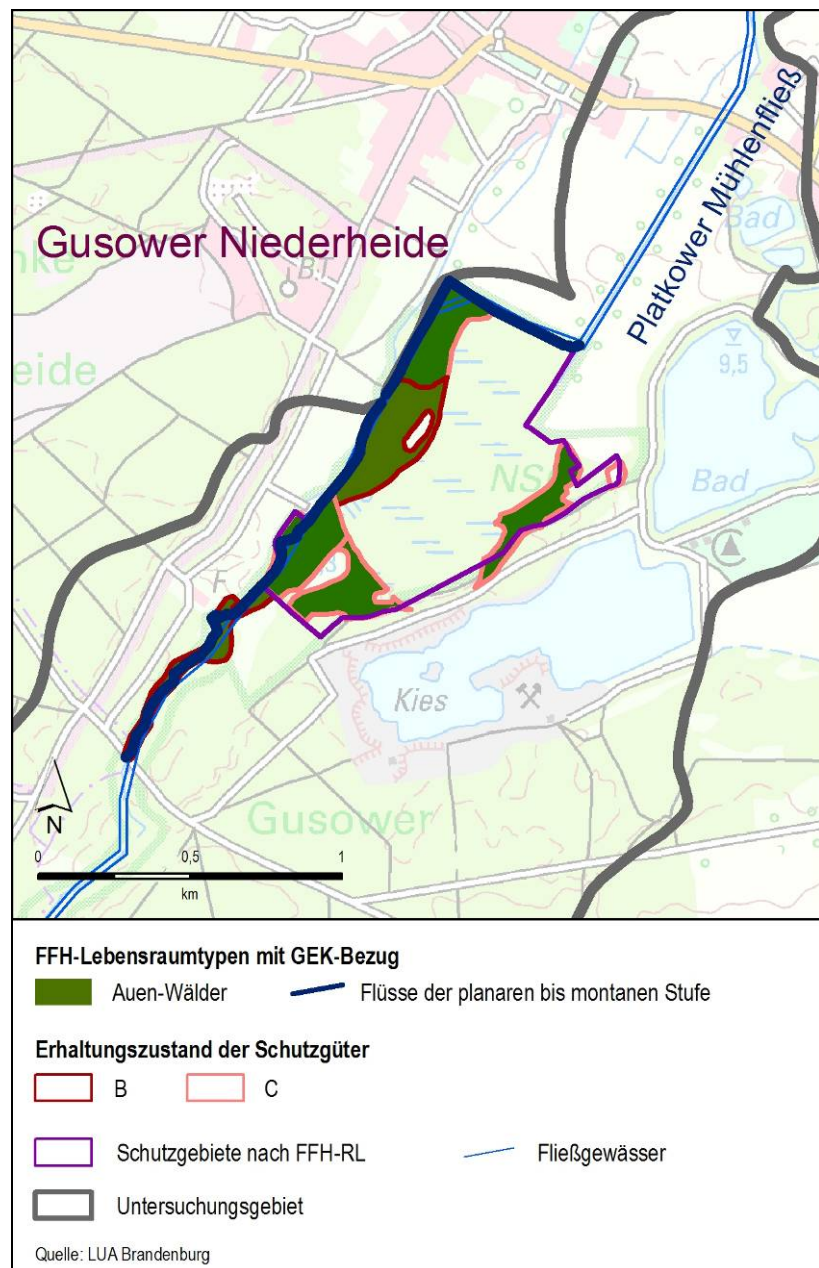 Gusower Niederheide
Platkower Mühlenfließ
Bad
nke
B.
eide
9,5
NS
Bad
F
3
Kies
Gusower
N
0 0,5 1
km
FFH-Lebensraumtypen mit GEK-Bezug
Auen-Wälder Flüsse der planaren bis montanen Stufe
Erhaltungszustand der Schutzgüter
B C
Schutzgebiete nach FFH-RL Fließgewässer
Untersuchungsgebiet
Quelle: LUA Brandenburg